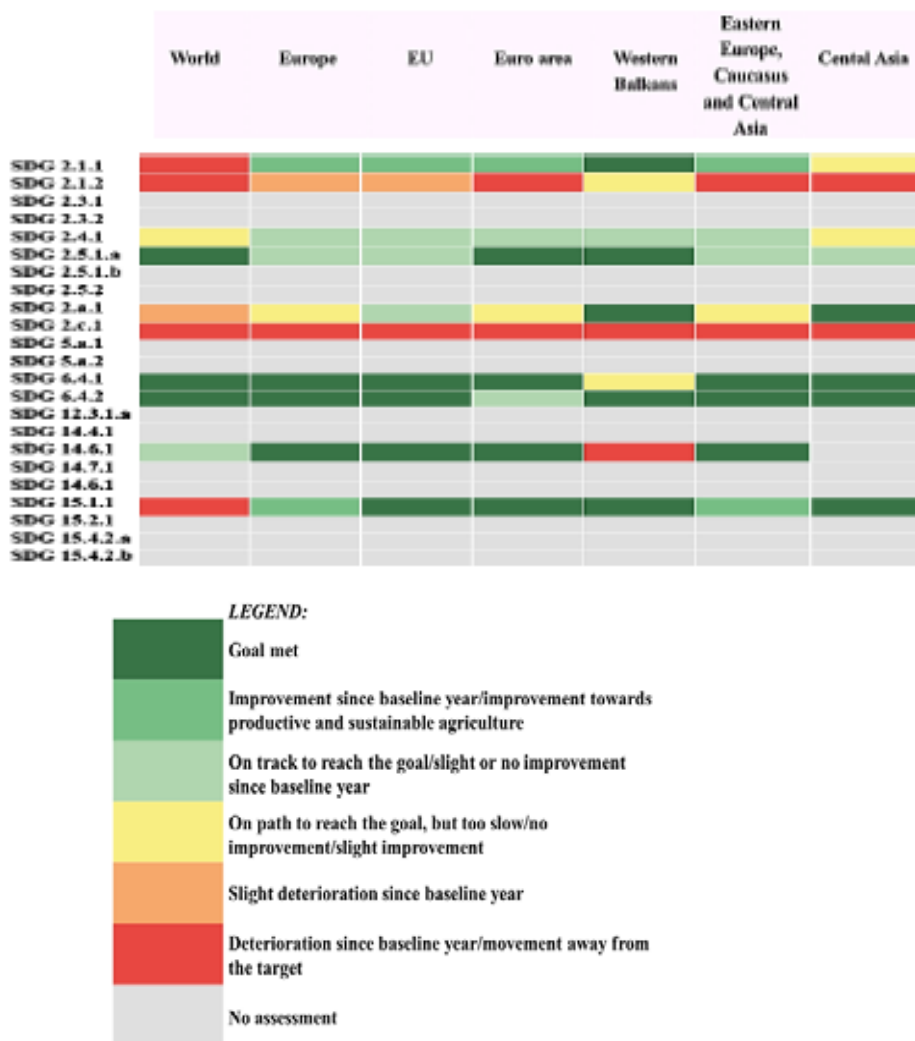 World
Europe
EU
Euro area
Western
Balkans
Eastern
Europe,
Caucasus
and Central
Asia
Cental Asia
SDG 2.1.1
SDG 2.1.2
SDG 2.3.1
SDG 2.3.2
SDG 2.4.1
SDG 2.5.1.a
SDG 2.5.1.b
SDG 2.5.2
SDG 2.a.1
SDG 2.c.1
SDG 5.a.1
SDG 5.a.2
SDG 6.4.1
SDG 6.4.2
SDG 12.3.1.a
SDG 14.4.1
SDG 14.6.1
SDG 14.7.1
SDG 14.6.1
SDG 15.1.1
SDG 15.2.1
SDG 15.4.2.a
SDG 15.4.2.b
LEGEND:
Goal met
Improvement since baseline year/improvement towards
productive and sustainable agriculture
On track to reach the goal/slight or no improvement
since baseline year
On path to reach the goal, but too slow/no
improvement/slight improvement
Slight deterioration since baseline year
Deterioration since baseline year/movement away from
the target
No assessment